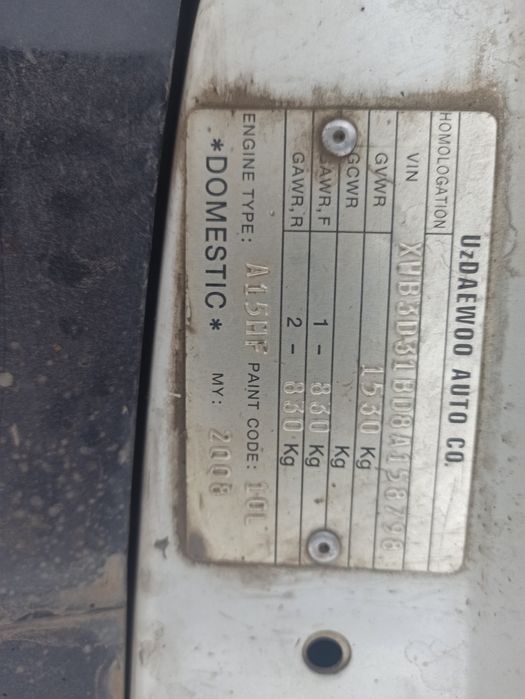 UzDAEWOO AUTO CO.
HOMOLOGATION
VIN XWB3D31BD8A158798
GVWR 1530 Kg
GCWR Kg
GAWR, F 1 - 830 Kg
GAWR, R 2 - 830 Kg
ENGINE TYPE: A15MF PAINT CODE: 10L
*DOMESTIC* MY: 2008